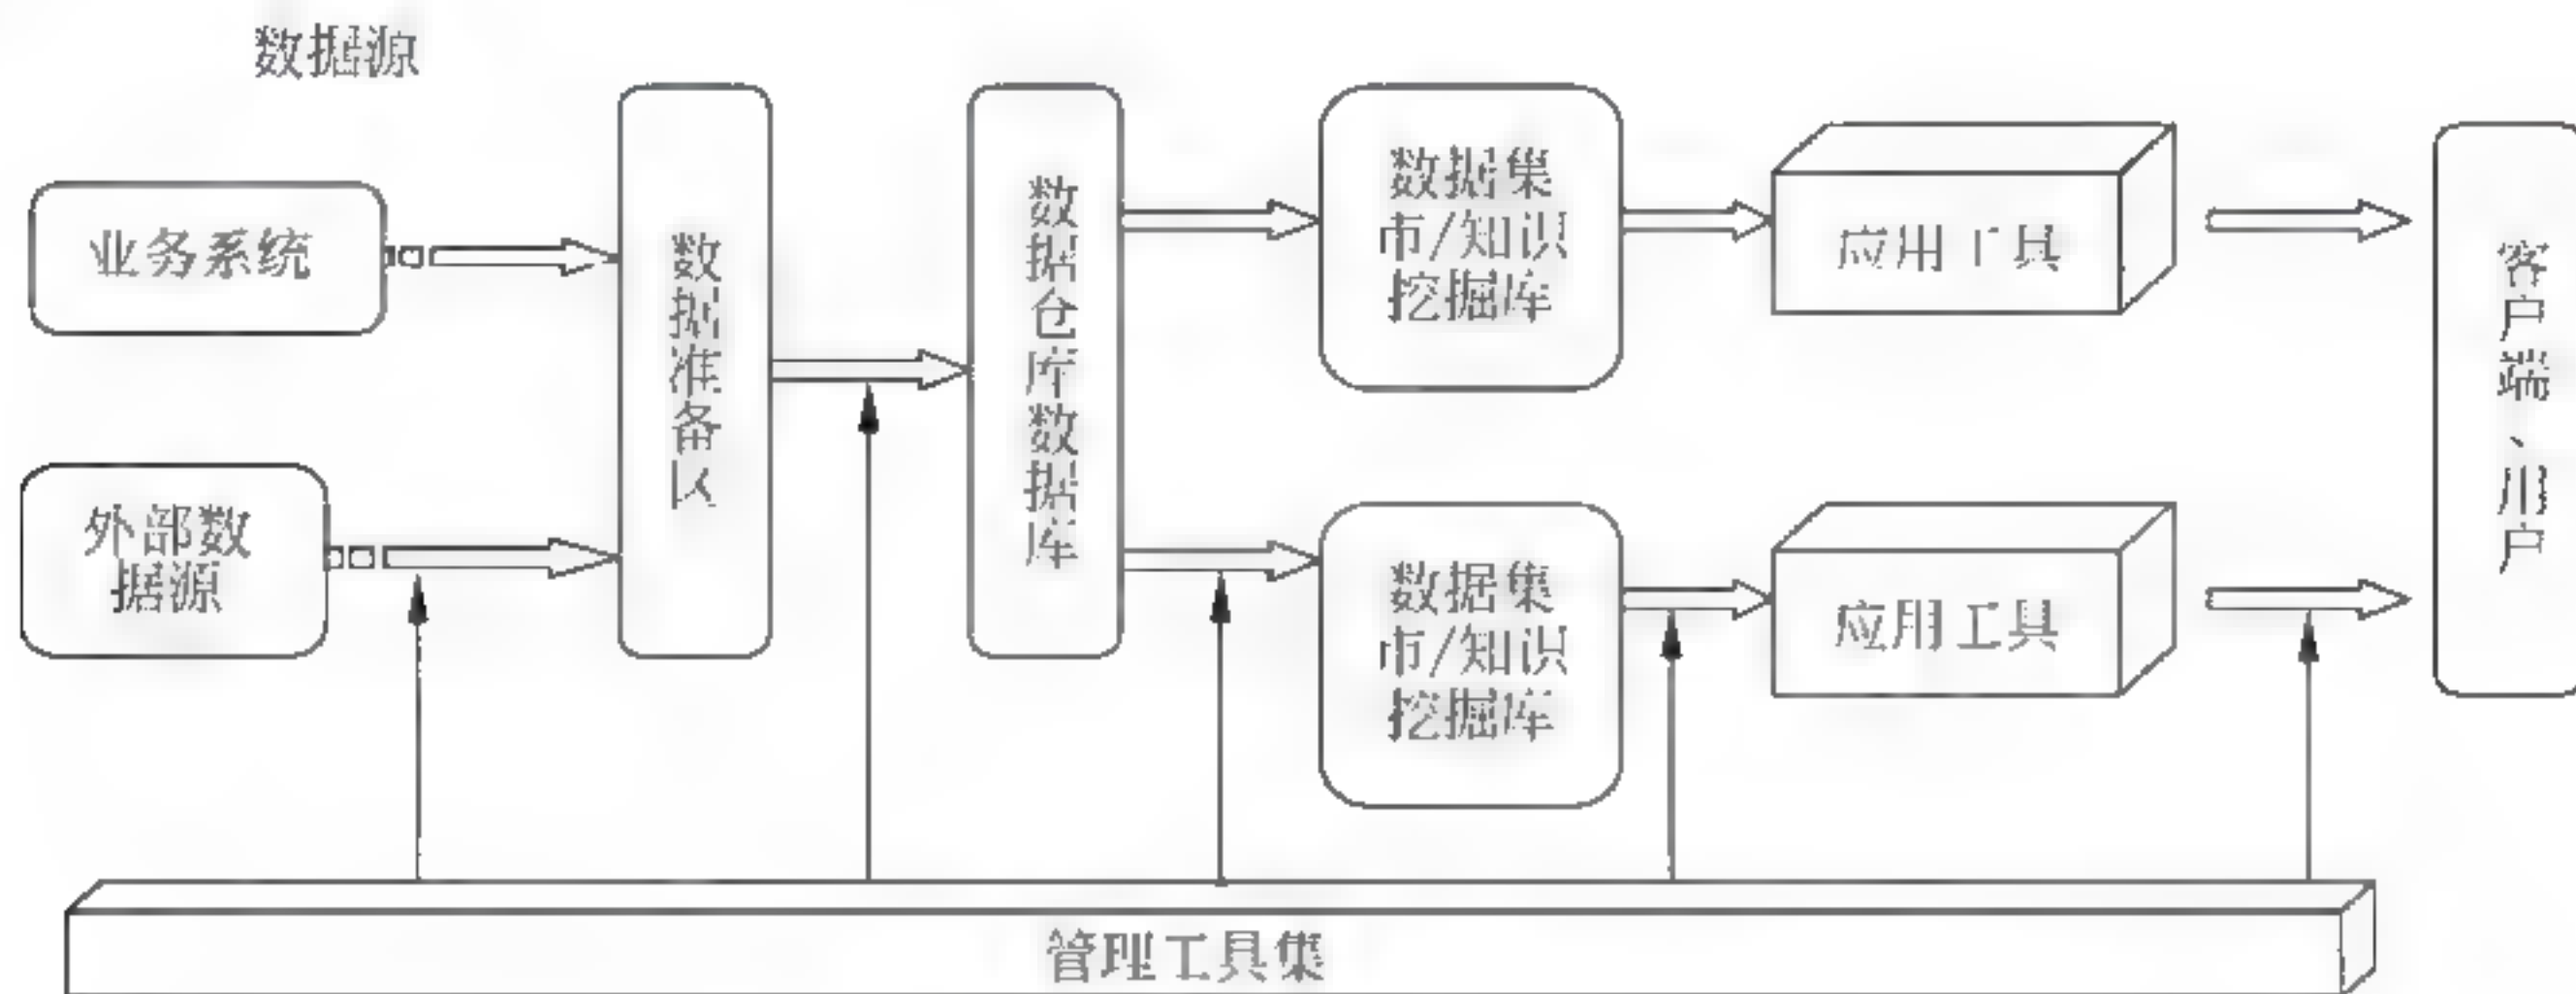 数据源
业务系统
外部数
据源
数据准备区
数据仓库数据库
数据集
市/知识
挖掘库
应用工具
数据集
市/知识
挖掘库
应用工具
客户端、用户
管理工具集